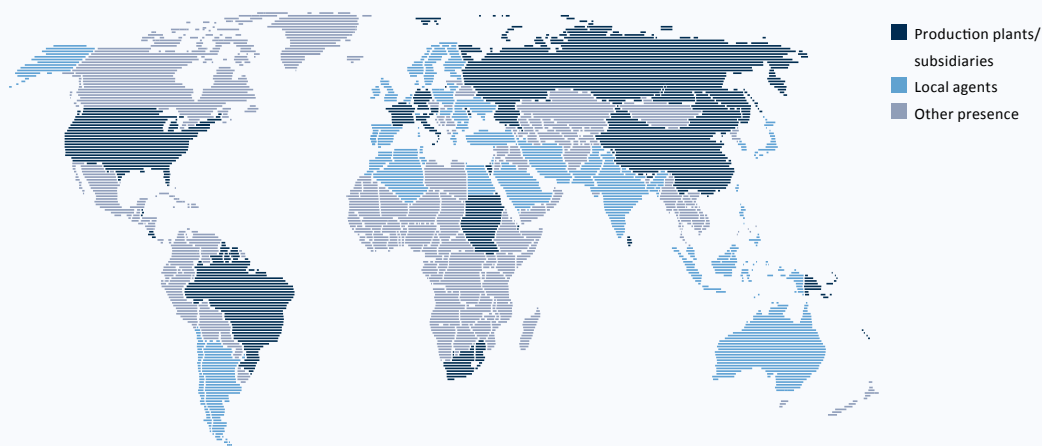 Production plants/
subsidiaries
Local agents
Other presence